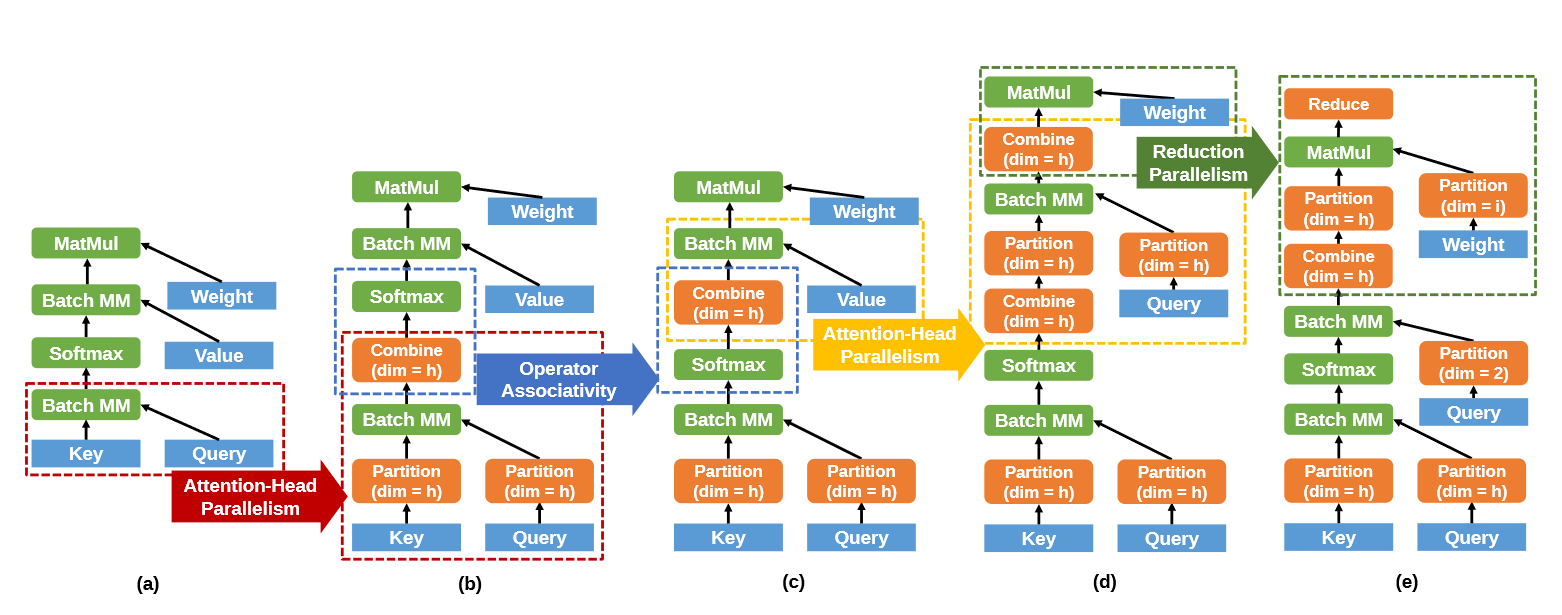 MatMul
Weight
Batch MM
Value
Softmax
Batch MM
Key
Query
(a)
Attention-Head
Parallelism
MatMul
Weight
Batch MM
Value
Softmax
Combine
(dim = h)
Batch MM
Partition
(dim = h)
Partition
(dim = h)
Key
Query
(b)
Operator
Associativity
MatMul
Weight
Batch MM
Value
Combine
(dim = h)
Softmax
Batch MM
Partition
(dim = h)
Partition
(dim = h)
Key
Query
(c)
Attention-Head
Parallelism
MatMul
Weight
Combine
(dim = h)
Batch MM
Partition
(dim = h)
Partition
(dim = h)
Combine
(dim = h)
Query
Softmax
Batch MM
Partition
(dim = h)
Partition
(dim = h)
Key
Query
(d)
Reduction
Parallelism
Reduce
MatMul
Partition
(dim = h)
Partition
(dim = i)
Combine
(dim = h)
Weight
Batch MM
Softmax
Partition
(dim = 2)
Batch MM
Query
Partition
(dim = h)
Partition
(dim = h)
Key
Query
(e)